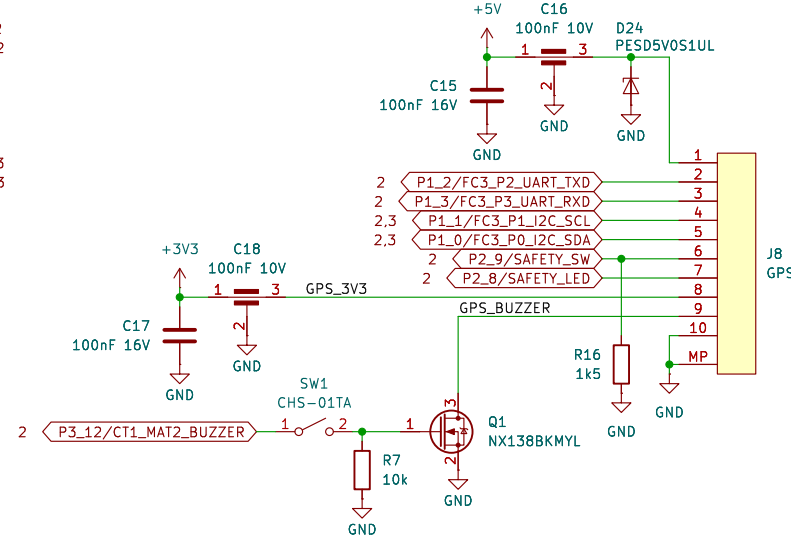 +5V
C16
100nF 10V
D24
PESD5V0S1UL
1
3
2
C15
100nF 16V
GND
GND
GND
1
2 P1_2/FC3_P2_UART_TXD 2
2 P1_3/FC3_P3_UART_RXD 3
2,3 P1_1/FC3_P1_I2C_SCL 4
2,3 P1_0/FC3_P0_I2C_SDA 5
2 P2_9/SAFETY_SW 6
2 P2_8/SAFETY_LED 7
J8
GPS
+3V3
C18
100nF 10V
1
3
2
GPS_3V3
8
GPS_BUZZER
9
10
MP
C17
100nF 16V
GND
GND
R16
1k5
GND
GND
SW1
CHS-01TA
2 P3_12/CT1_MAT2_BUZZER
1
2
1
3
2
Q1
NX138BKMYL
R7
10k
GND
GND